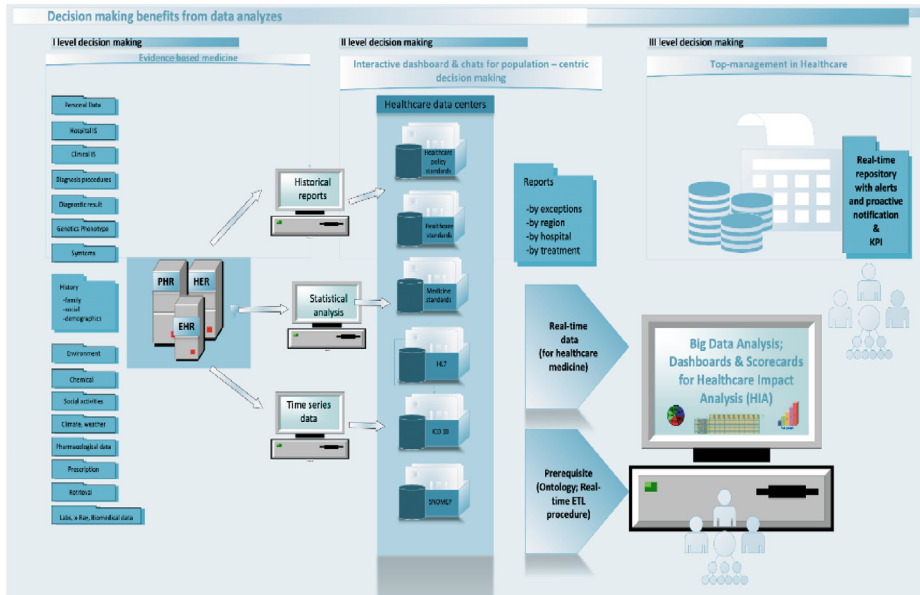 Decision making benefits from data analyzes
I level decision making
Evidence based medicine
Personal Data
Hospital IS
Clinical IS
Diagnosis procedures
Diagnostic result
Genetics Phenotype
Symtoms
History
-family
-social
-demographics
Environment
Chemical
Social activities
Climate, weather
Pharmacological data
Prescription
Retrieval
Labs, x-Ray, Biomedical data
PHR
HER
EHR
Historical
reports
Statistical
analysis
Time series
data
II level decision making
Interactive dashboard & chats for population – centric
decision making
Healthcare data centers
Healthcare
policy
standards
Healthcare
standards
Medicine
standards
HL7
ICD 10
Reports
-by exceptions
-by region
-by hospital
-by treatment
Real-time
data
(for healthcare
medicine)
Prerequisite
(Ontology; Real-
time ETL
procedure)
III level decision making
Top-management in Healthcare
Real-time
repository
with alerts
and proactive
notification
&
KPI
Big Data Analysis;
Dashboards & Scorecards
for Healthcare Impact
Analysis (HIA)